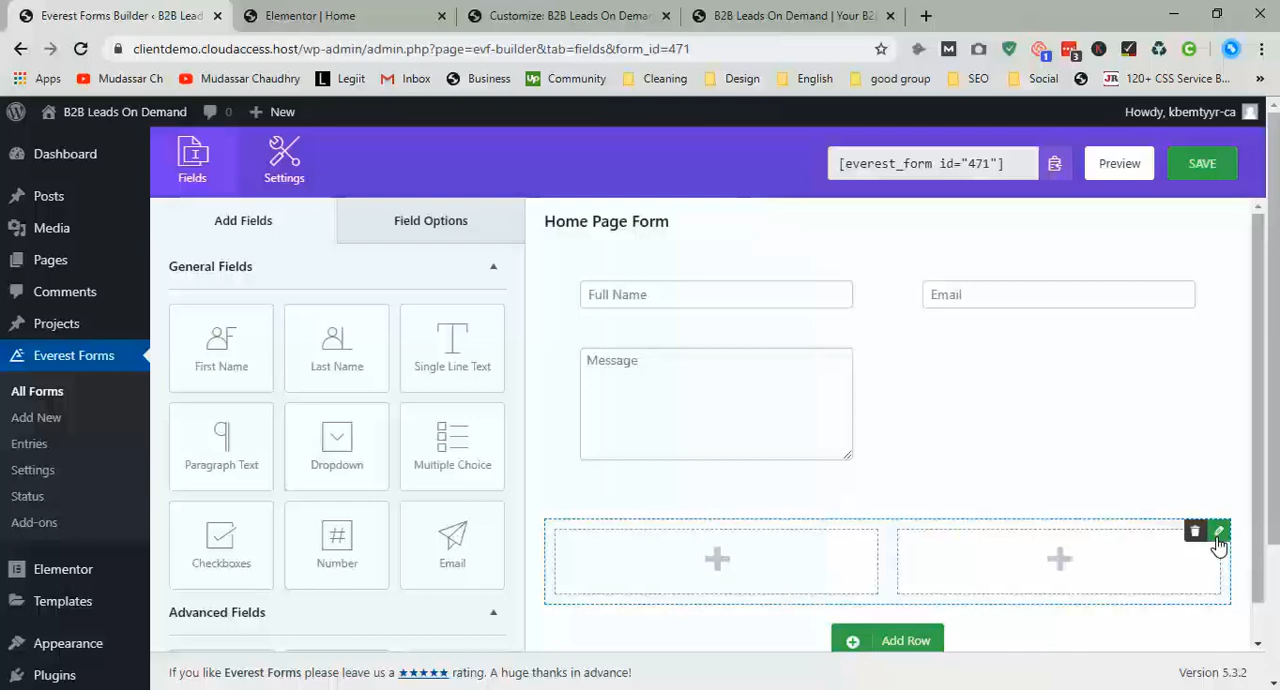 Everest Forms Builder ‹ B2B Lead
Elementor | Home
Customize: B2B Leads On Dema
B2B Leads On Demand | Your B2
clientdemo.cloudaccess.host/wp-admin/admin.php?page=evf-builder&tab=fields&form_id=471
Apps
Mudassar Ch
Mudassar Chaudhry
Legiit
Inbox
Business
Community
Cleaning
Design
English
good group
SEO
Social
120+ CSS Service B...
B2B Leads On Demand
0
New
Howdy, kbemtyyr-ca
Dashboard
Posts
Media
Pages
Comments
Projects
Everest Forms
All Forms
Add New
Entries
Settings
Status
Add-ons
Elementor
Templates
Appearance
Plugins
Fields
Settings
[everest_form id="471"]
Preview
SAVE
Add Fields
Field Options
General Fields
First Name
Last Name
Single Line Text
Paragraph Text
Dropdown
Multiple Choice
Checkboxes
Number
Email
Advanced Fields
Home Page Form
Full Name
Email
Message
Add Row
If you like Everest Forms please leave us a ★★★★★ rating. A huge thanks in advance!
Version 5.3.2